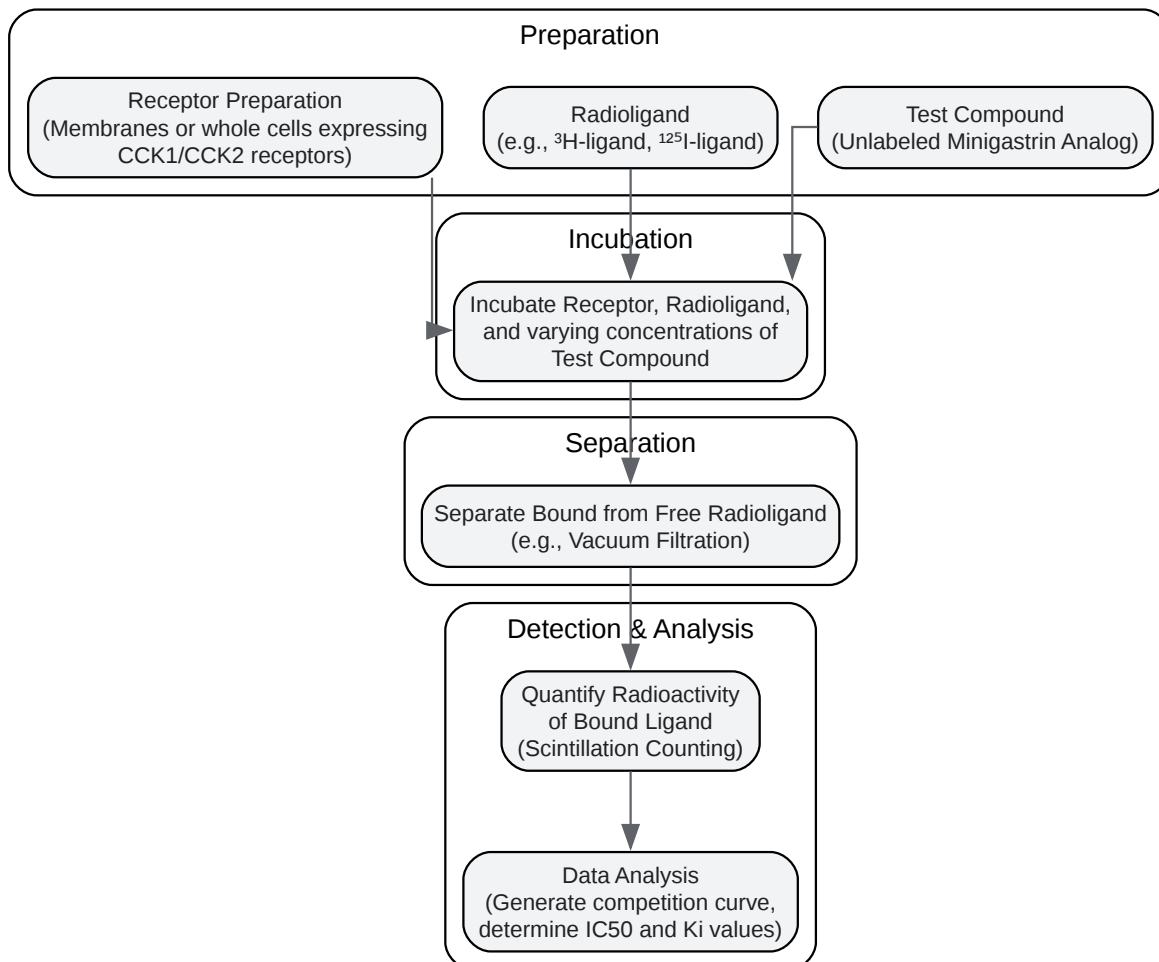 Preparation
Receptor Preparation
(Membranes or whole cells expressing
CCK1/CCK2 receptors)
Radioligand
(e.g., ³H-ligand, ¹²⁵I-ligand)
Test Compound
(Unlabeled Minigastrin Analog)
Incubation
Incubate Receptor, Radioligand,
and varying concentrations of
Test Compound
Separation
Separate Bound from Free Radioligand
(e.g., Vacuum Filtration)
Detection & Analysis
Quantify Radioactivity
of Bound Ligand
(Scintillation Counting)
Data Analysis
(Generate competition curve,
determine IC50 and Ki values)